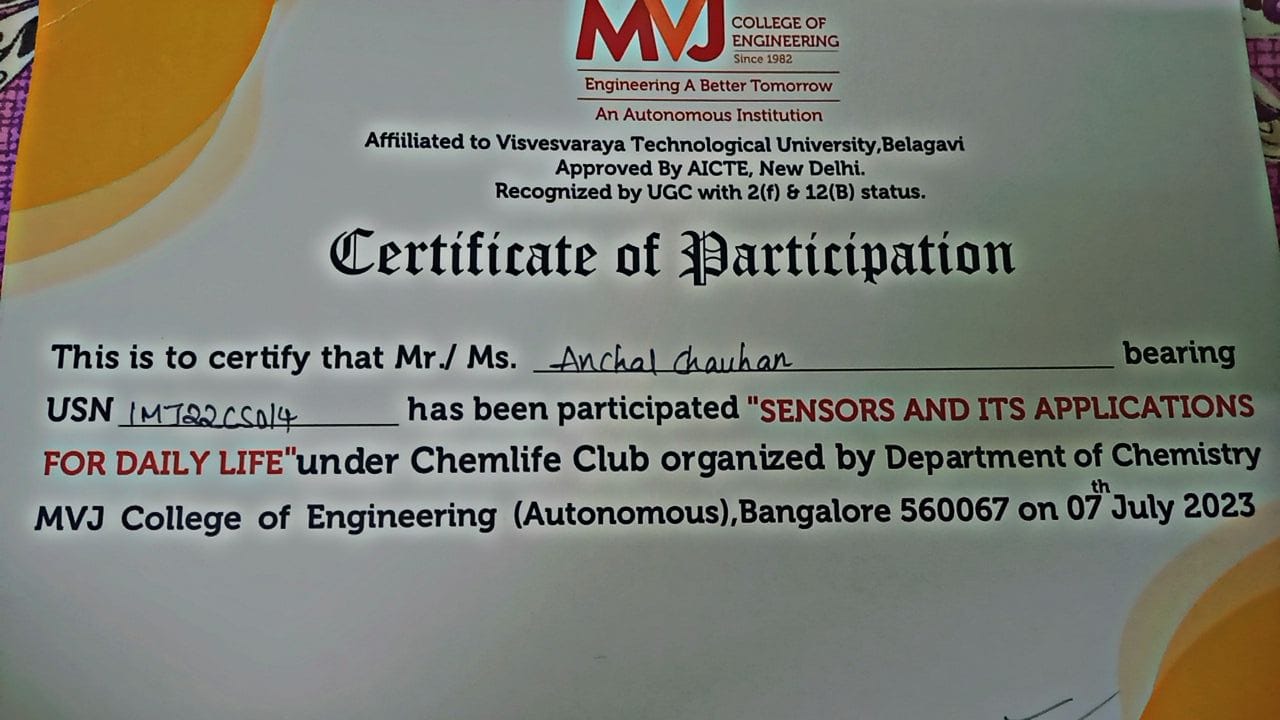 MVJ COLLEGE OF
ENGINEERING
Since 1982
Engineering A Better Tomorrow
An Autonomous Institution
Affiiliated to Visvesvaraya Technological University,Belagavi
Approved By AICTE, New Delhi.
Recognized by UGC with 2(f) & 12(B) status.
Certificate of Participation
This is to certify that Mr./ Ms. Anchal Chauhan bearing
USN 1MJ22CS014 has been participated "SENSORS AND ITS APPLICATIONS
FOR DAILY LIFE"under Chemlife Club organized by Department of Chemistry
MVJ College of Engineering (Autonomous),Bangalore 560067 on 07th July 2023